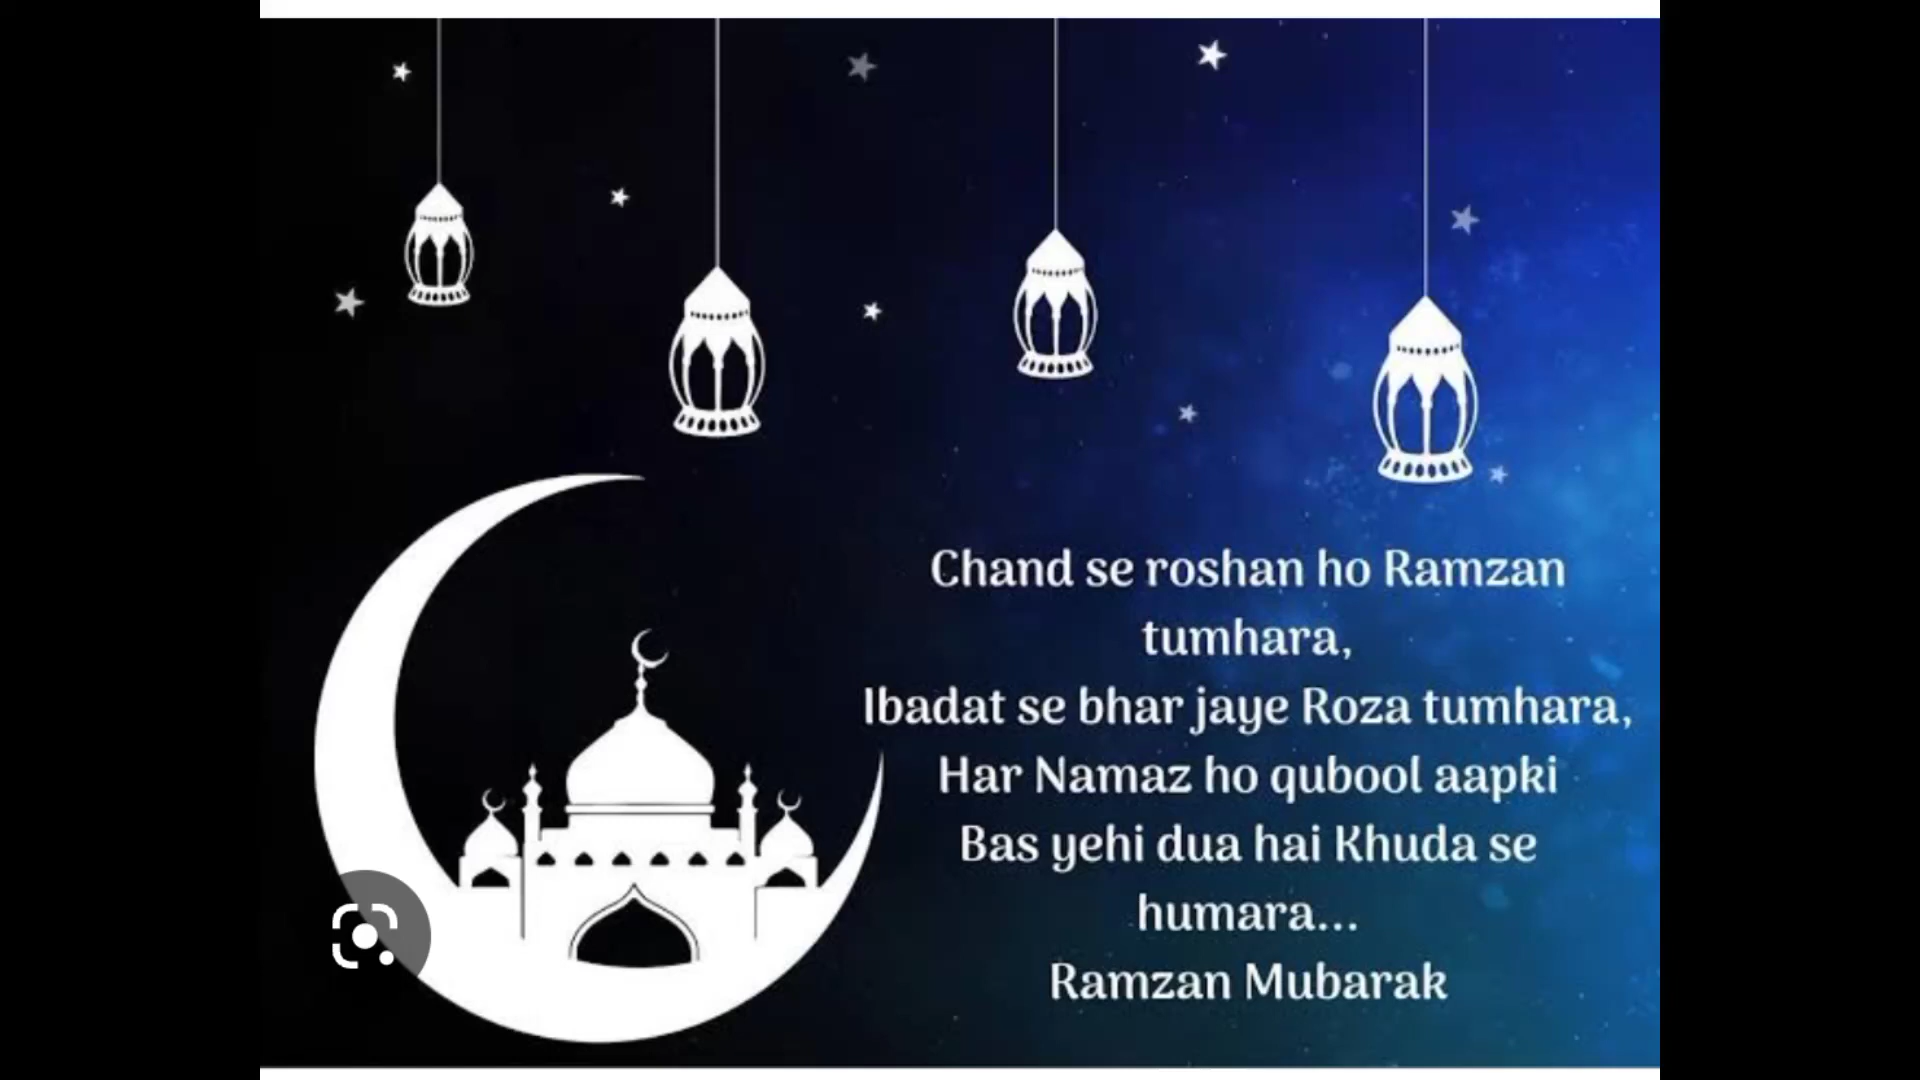 Chand se roshan ho Ramzan
tumhara,
Ibadat se bhar jaye Roza tumhara,
Har Namaz ho qubool aapki
Bas yehi dua hai Khuda se
humara...
Ramzan Mubarak